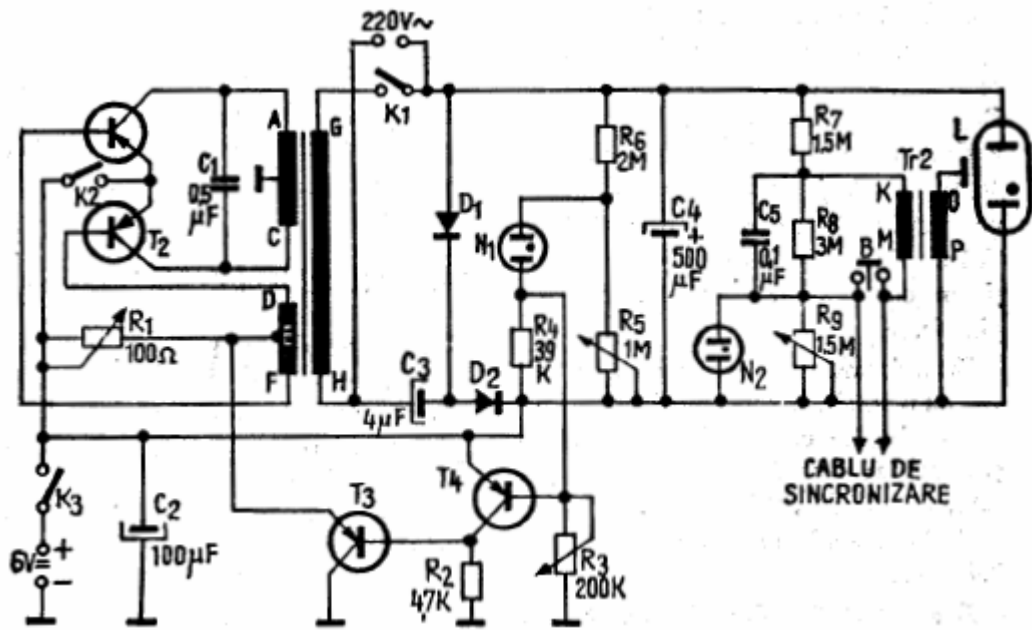 220V~
K1
A
G
C1
0,5
µF
K2
T2
C
D
R1
100Ω
F
H
C3
4µF
D1
D2
N1
R6
2M
R4
39
K
R5
1M
C4
+
500
µF
R7
1,5M
C5
0,1
µF
R8
3M
K
M
B
Tr2
O
P
L
N2
R9
1,5M
CABLU DE
SINCRONIZARE
K3
6V
+
-
C2
100µF
T3
T4
R2
4,7K
R3
200K